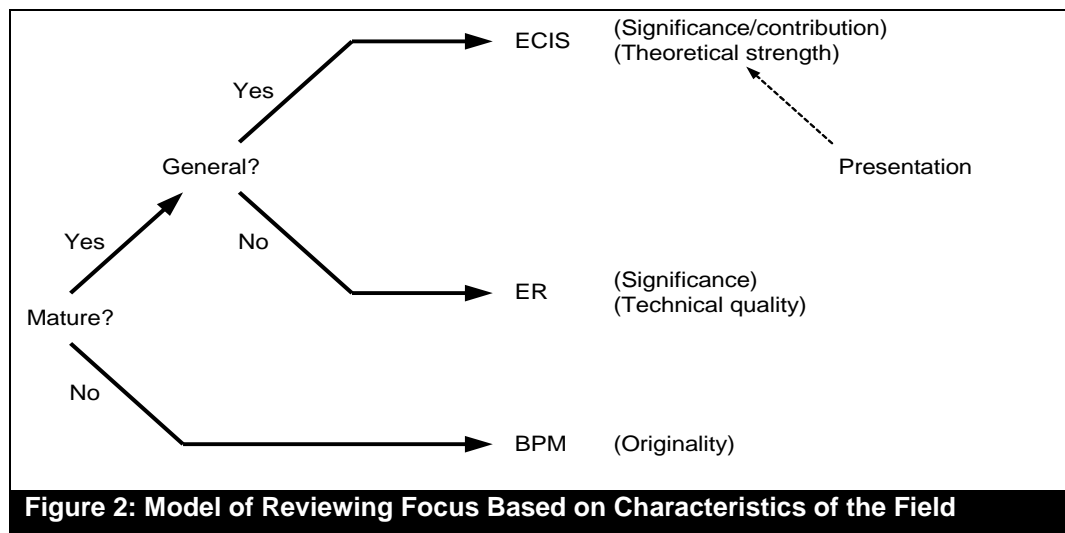 ECIS (Significance/contribution)
(Theoretical strength)
Yes
General?
Presentation
Yes
No
ER (Significance)
(Technical quality)
Mature?
No
BPM (Originality)
Figure 2: Model of Reviewing Focus Based on Characteristics of the Field